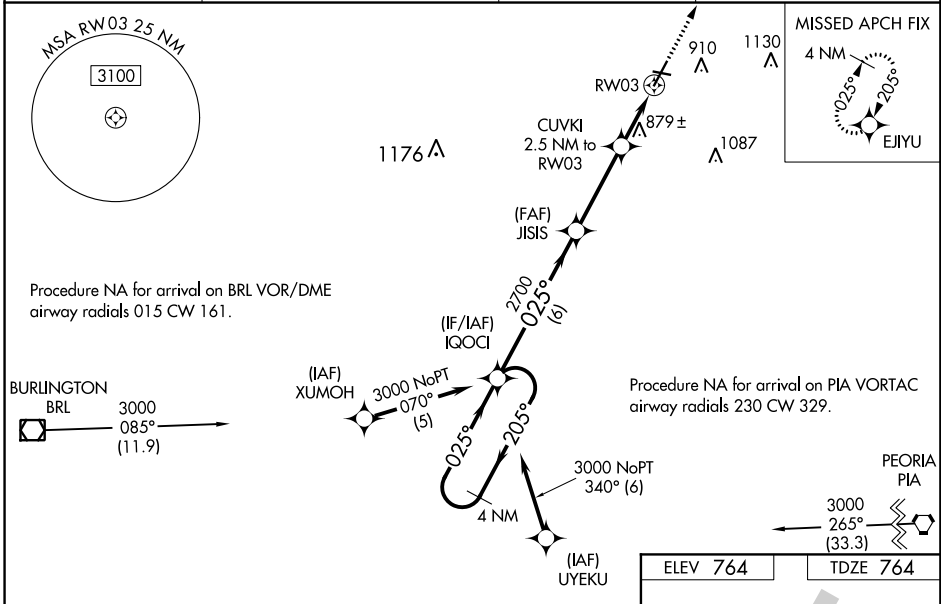 MSA RW03 25 NM
3100
MISSED APCH FIX
4 NM
025°
205°
EJIYU
910
1130
RW03
879±
CUVKI
2.5 NM to
RW03
1087
1176
(FAF)
JISIS
Procedure NA for arrival on BRL VOR/DME
airway radials 015 CW 161.
2700
025°
(6)
(IF/IAF)
IQOCI
BURLINGTON
BRL
3000
085°
(11.9)
(IAF)
XUMOH
3000 NoPT
070°
(5)
Procedure NA for arrival on PIA VORTAC
airway radials 230 CW 329.
025°
205°
4 NM
3000 NoPT
340° (6)
(IAF)
UYEKU
PEORIA
PIA
3000
265°
(33.3)
ELEV 764
TDZE 764